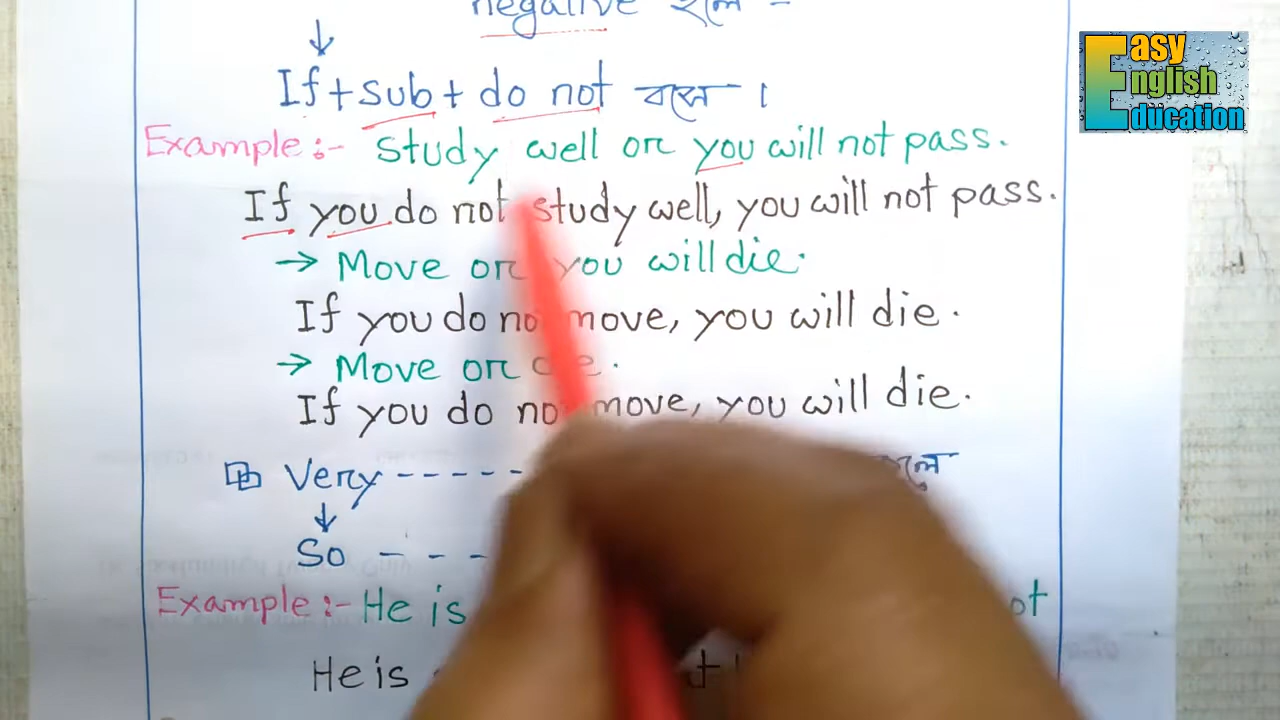 negative হলে -
If + sub + do not বসে ।
Example :- Study well or you will not pass.
If you do not study well, you will not pass.
→ Move or you will die.
If you do not move, you will die.
→ Move or die.
If you do not move, you will die.
Very -----
So ---
Example :- He is
He is
Easy
English
Education